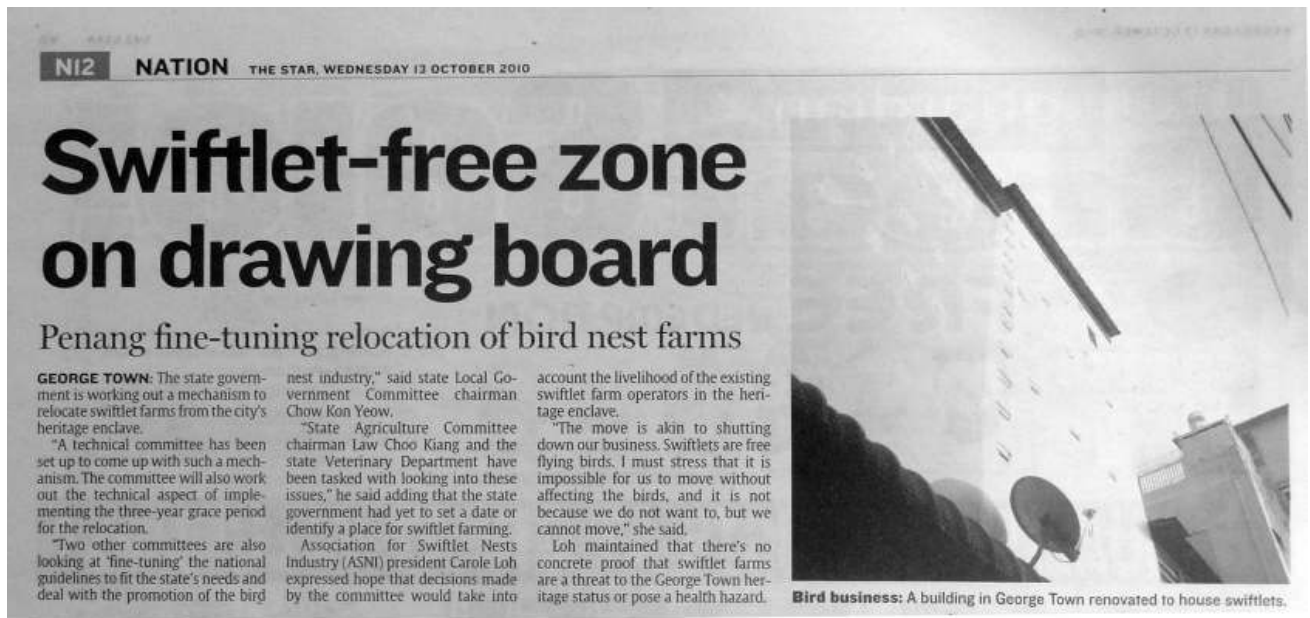 N12 NATION THE STAR, WEDNESDAY 13 OCTOBER 2010
Swiftlet-free zone
on drawing board
Penang fine-tuning relocation of bird nest farms
GEORGE TOWN: The state govern-
ment is working out a mechanism to
relocate swiftlet farms from the city's
heritage enclave.
"A technical committee has been
set up to come up with such a mech-
anism. The committee will also work
out the technical aspect of imple-
menting the three-year grace period
for the relocation.
"Two other committees are also
looking at 'fine-tuning' the national
guidelines to fit the state's needs and
deal with the promotion of the bird
nest industry," said state Local Go-
vernment Committee chairman
Chow Kon Yeow.
"State Agriculture Committee
chairman Law Choo Kiang and the
state Veterinary Department have
been tasked with looking into these
issues," he said adding that the state
government had yet to set a date or
identify a place for swiftlet farming.
Association for Swiftlet Nests
Industry (ASNI) president Carole Loh
expressed hope that decisions made
by the committee would take into
account the livelihood of the existing
swiftlet farm operators in the heri-
tage enclave.
"The move is akin to shutting
down our business. Swiftlets are free
flying birds. I must stress that it is
impossible for us to move without
affecting the birds, and it is not
because we do not want to, but we
cannot move," she said.
Loh maintained that there's no
concrete proof that swiftlet farms
are a threat to the George Town her-
itage status or pose a health hazard.
Bird business: A building in George Town renovated to house swiftlets.